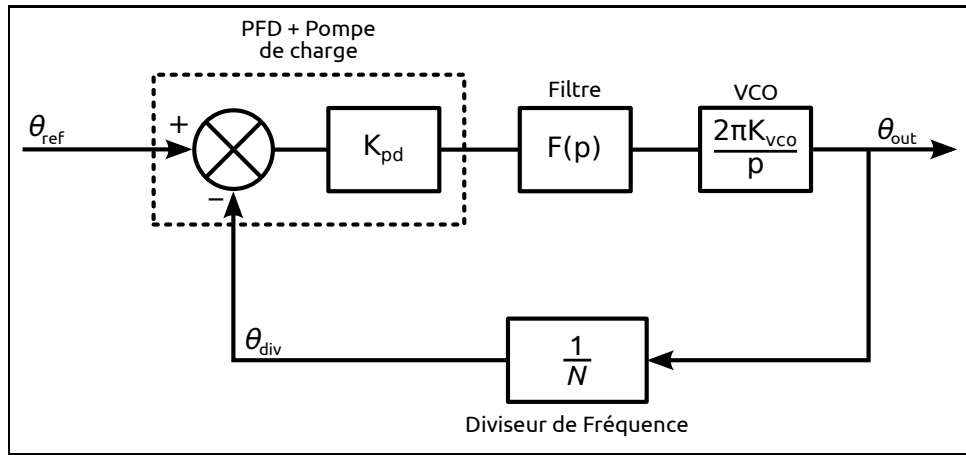 PFD + Pompe
de charge
Filtre
VCO
θref
+
Kpd
F(p)
2πKvco
p
θout
−
θdiv
1
N
Diviseur de Fréquence